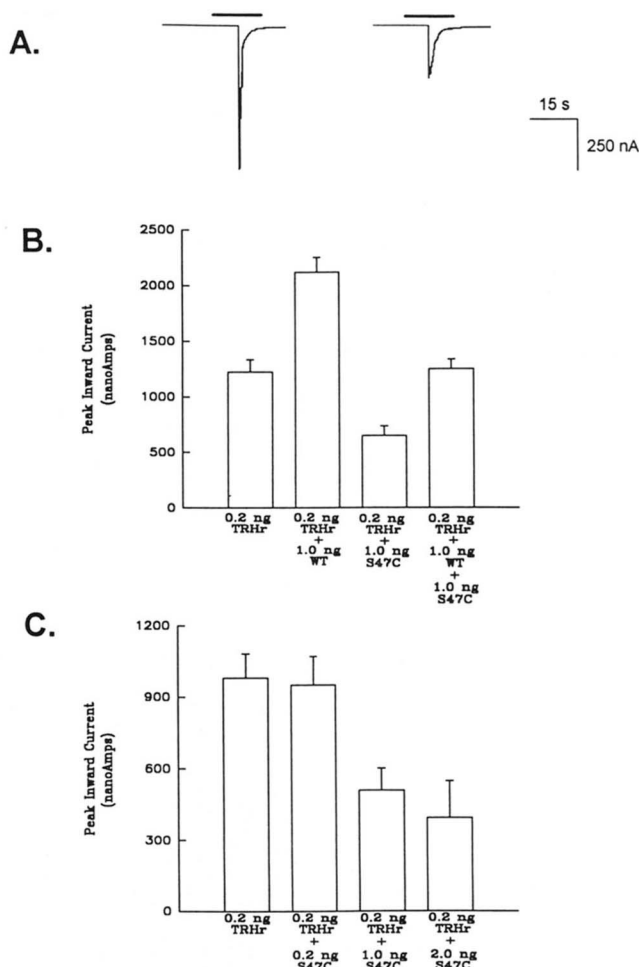 A.
15 s
250 nA
B.
Peak Inward Current
(nanoAmps)
2500
2000
1500
1000
500
0
0.2 ng
TRHr
0.2 ng
TRHr
+
1.0 ng
WT
0.2 ng
TRHr
+
1.0 ng
S47C
0.2 ng
TRHr
+
1.0 ng
WT
+
1.0 ng
S47C
C.
Peak Inward Current
(nanoAmps)
1200
900
600
300
0
0.2 ng
TRHr
0.2 ng
TRHr
+
0.2 ng
S47C
0.2 ng
TRHr
+
1.0 ng
S47C
0.2 ng
TRHr
+
2.0 ng
S47C